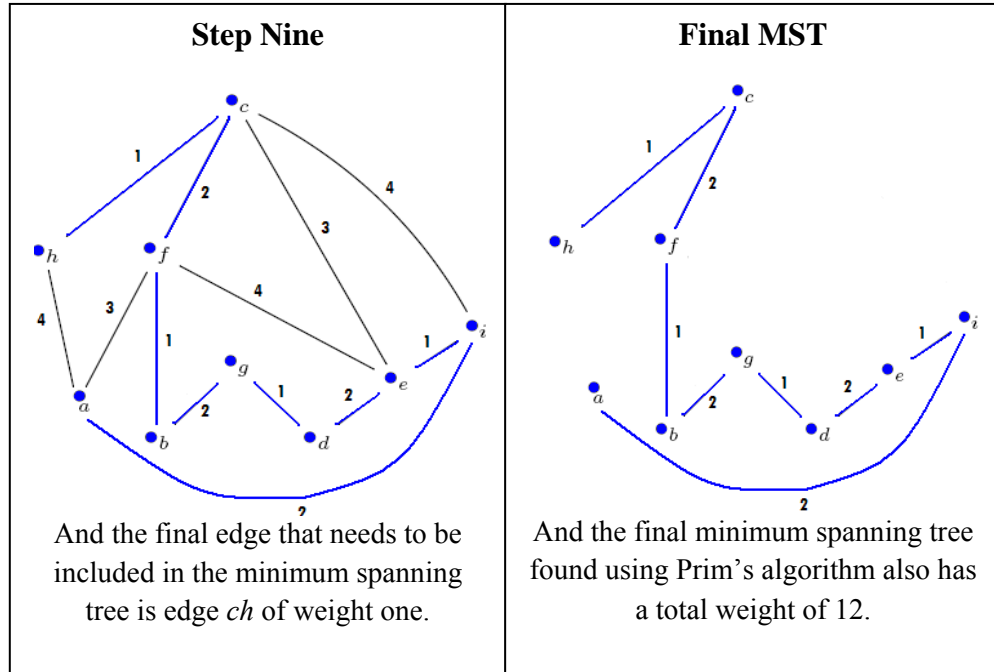 Step Nine
c
1
2
4
3
h
f
4
3
4
1
i
1
g
e
a
2
1
2
b
d
2
And the final edge that needs to be
included in the minimum spanning
tree is edge ch of weight one.
Final MST
c
1
2
h
f
i
1
1
g
e
a
1
2
2
b
d
2
And the final minimum spanning tree
found using Prim’s algorithm also has
a total weight of 12.